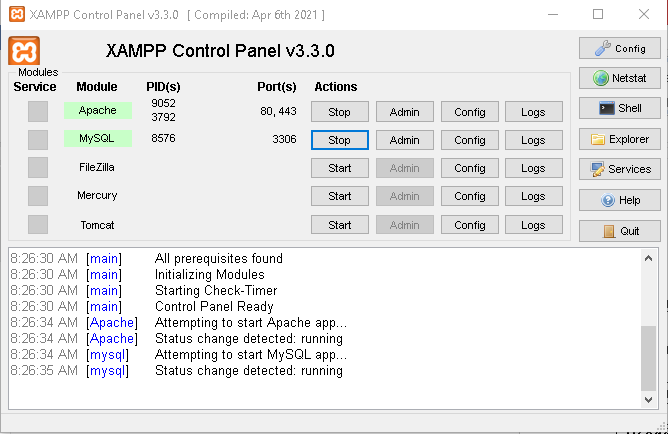 XAMPP Control Panel v3.3.0 [ Compiled: Apr 6th 2021 ]
XAMPP Control Panel v3.3.0
Config
Modules
Service Module PID(s) Port(s) Actions
Netstat
Apache 9052 3792 80, 443 Stop Admin Config Logs
Shell
MySQL 8576 3306 Stop Admin Config Logs
Explorer
FileZilla Start Admin Config Logs
Services
Mercury Start Admin Config Logs
Help
Tomcat Start Admin Config Logs
Quit
8:26:30 AM [main] All prerequisites found
8:26:30 AM [main] Initializing Modules
8:26:30 AM [main] Starting Check-Timer
8:26:30 AM [main] Control Panel Ready
8:26:34 AM [Apache] Attempting to start Apache app...
8:26:34 AM [Apache] Status change detected: running
8:26:34 AM [mysql] Attempting to start MySQL app...
8:26:35 AM [mysql] Status change detected: running